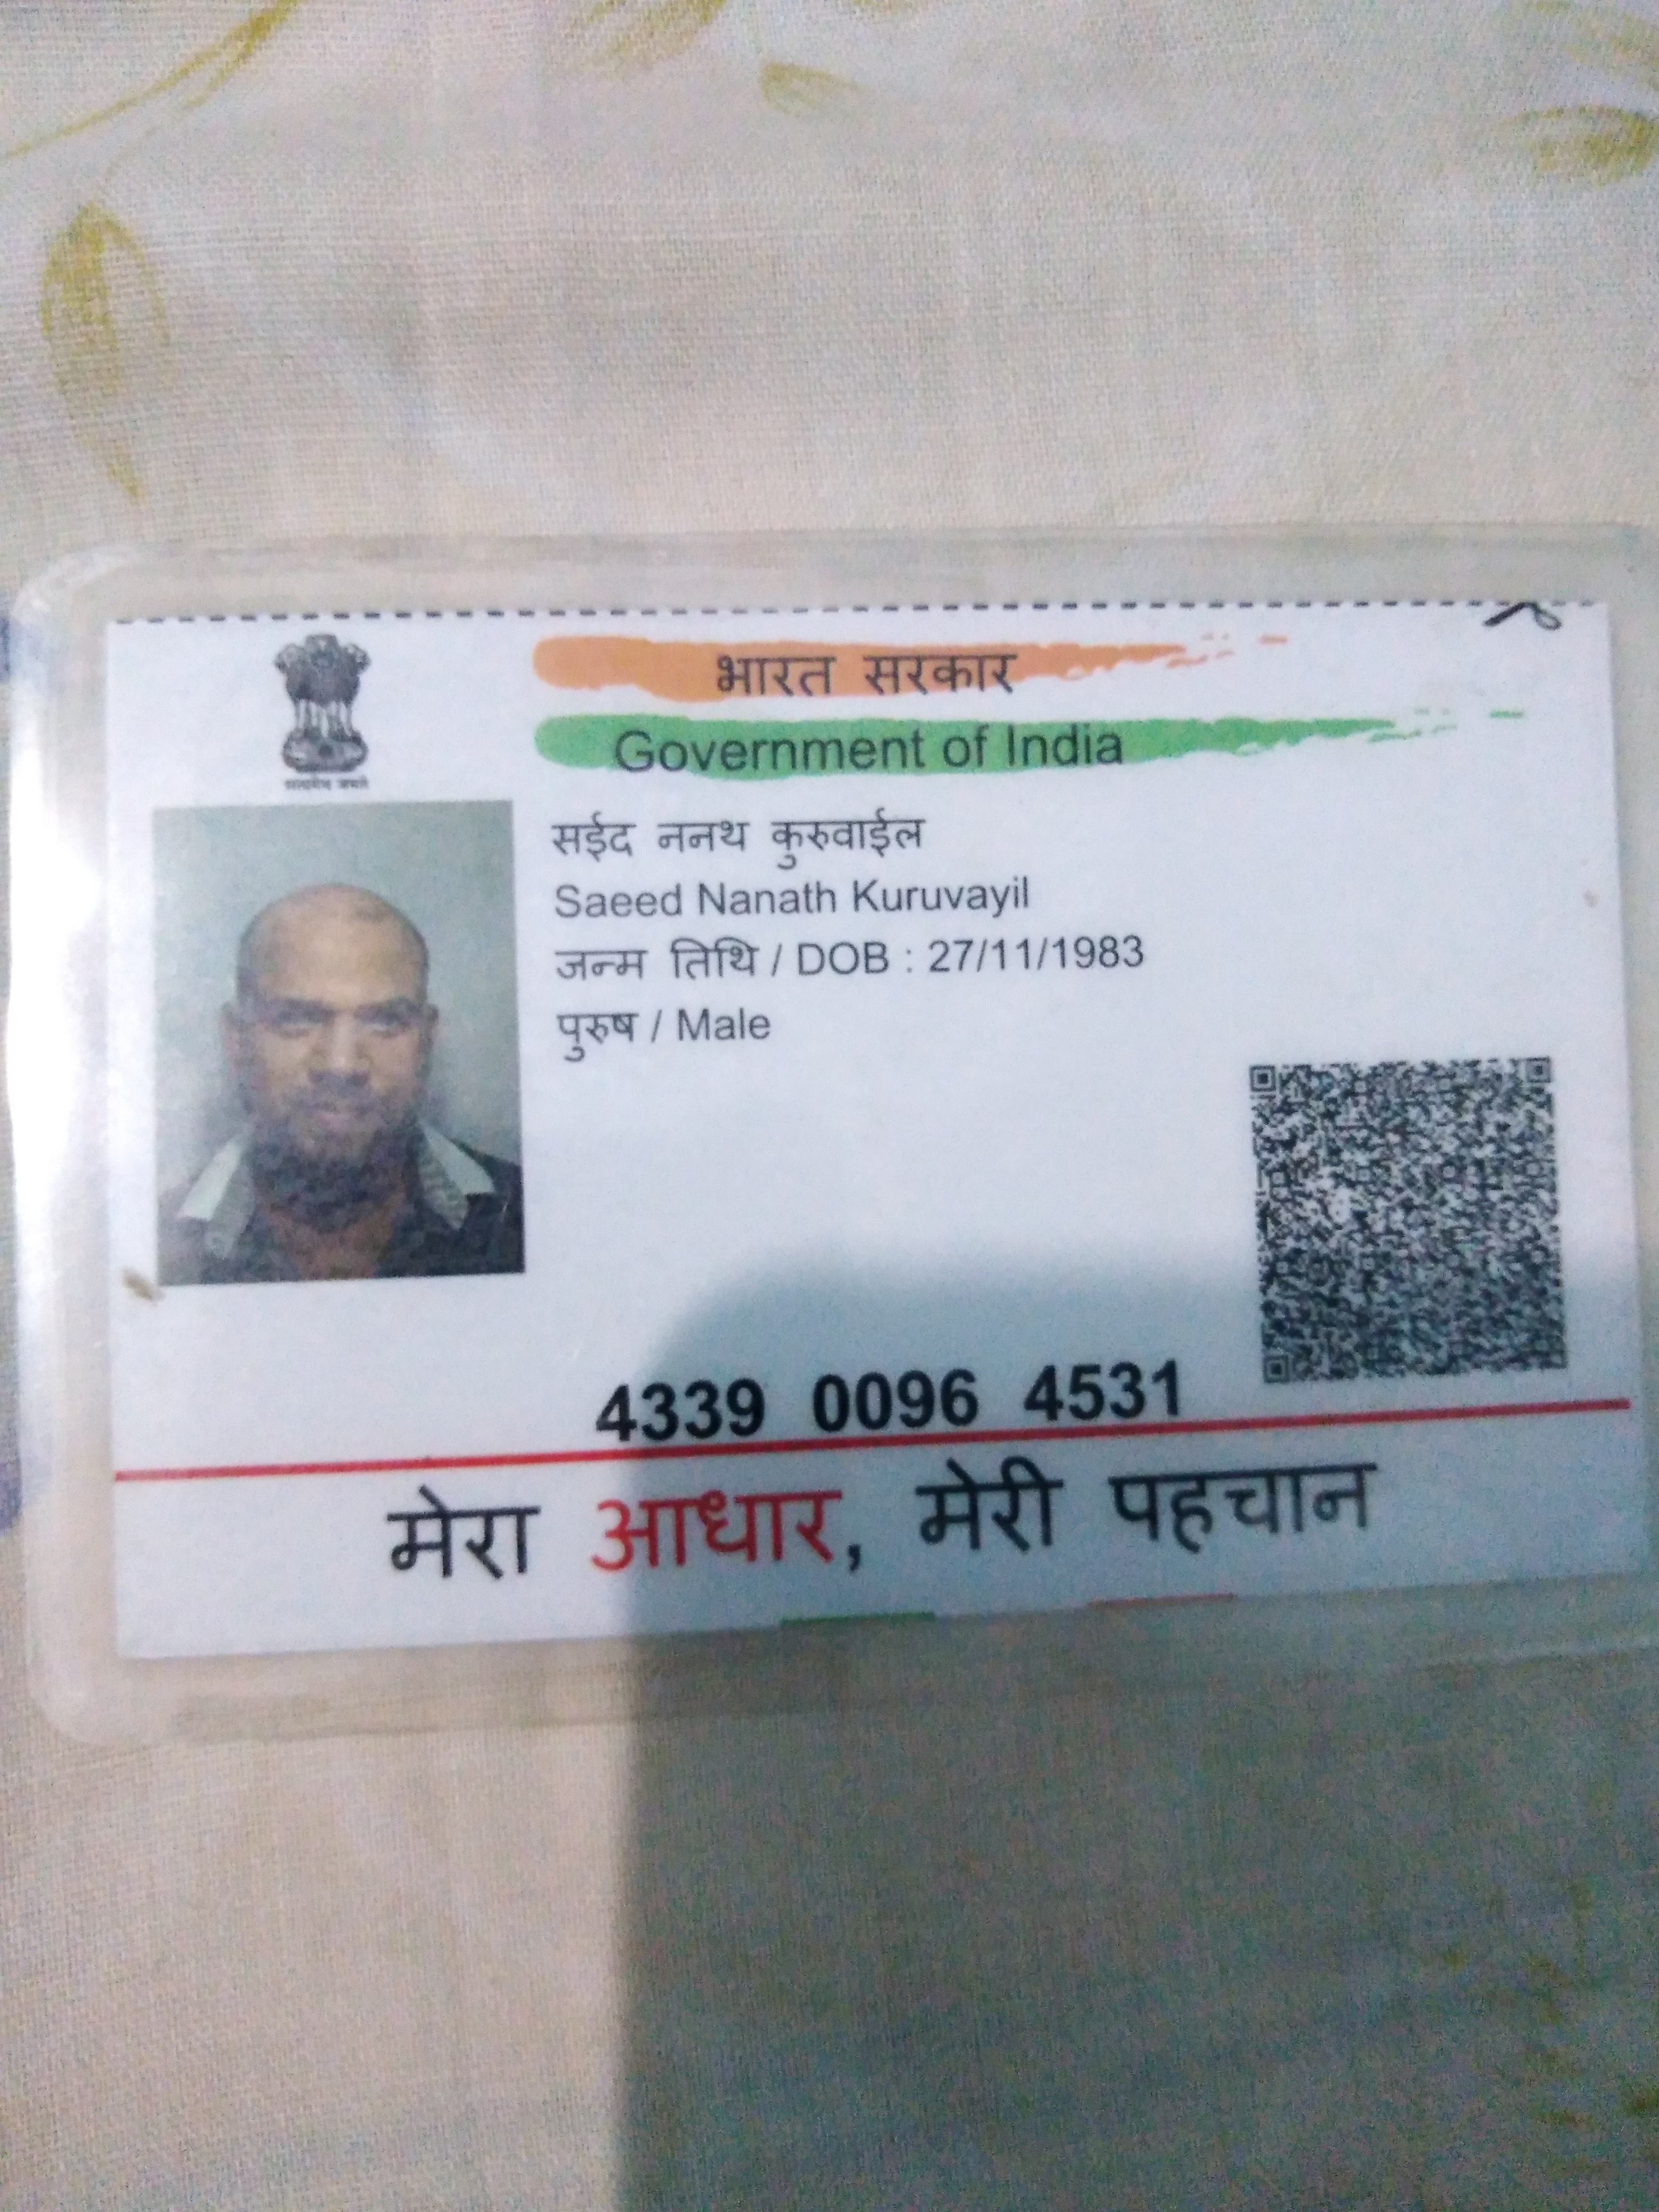 सत्यमेव जयते
भारत सरकार
Government of India
सईद ननथ कुरुवाईल
Saeed Nanath Kuruvayil
जन्म तिथि / DOB : 27/11/1983
पुरुष / Male
4339 0096 4531
मेरा आधार, मेरी पहचान